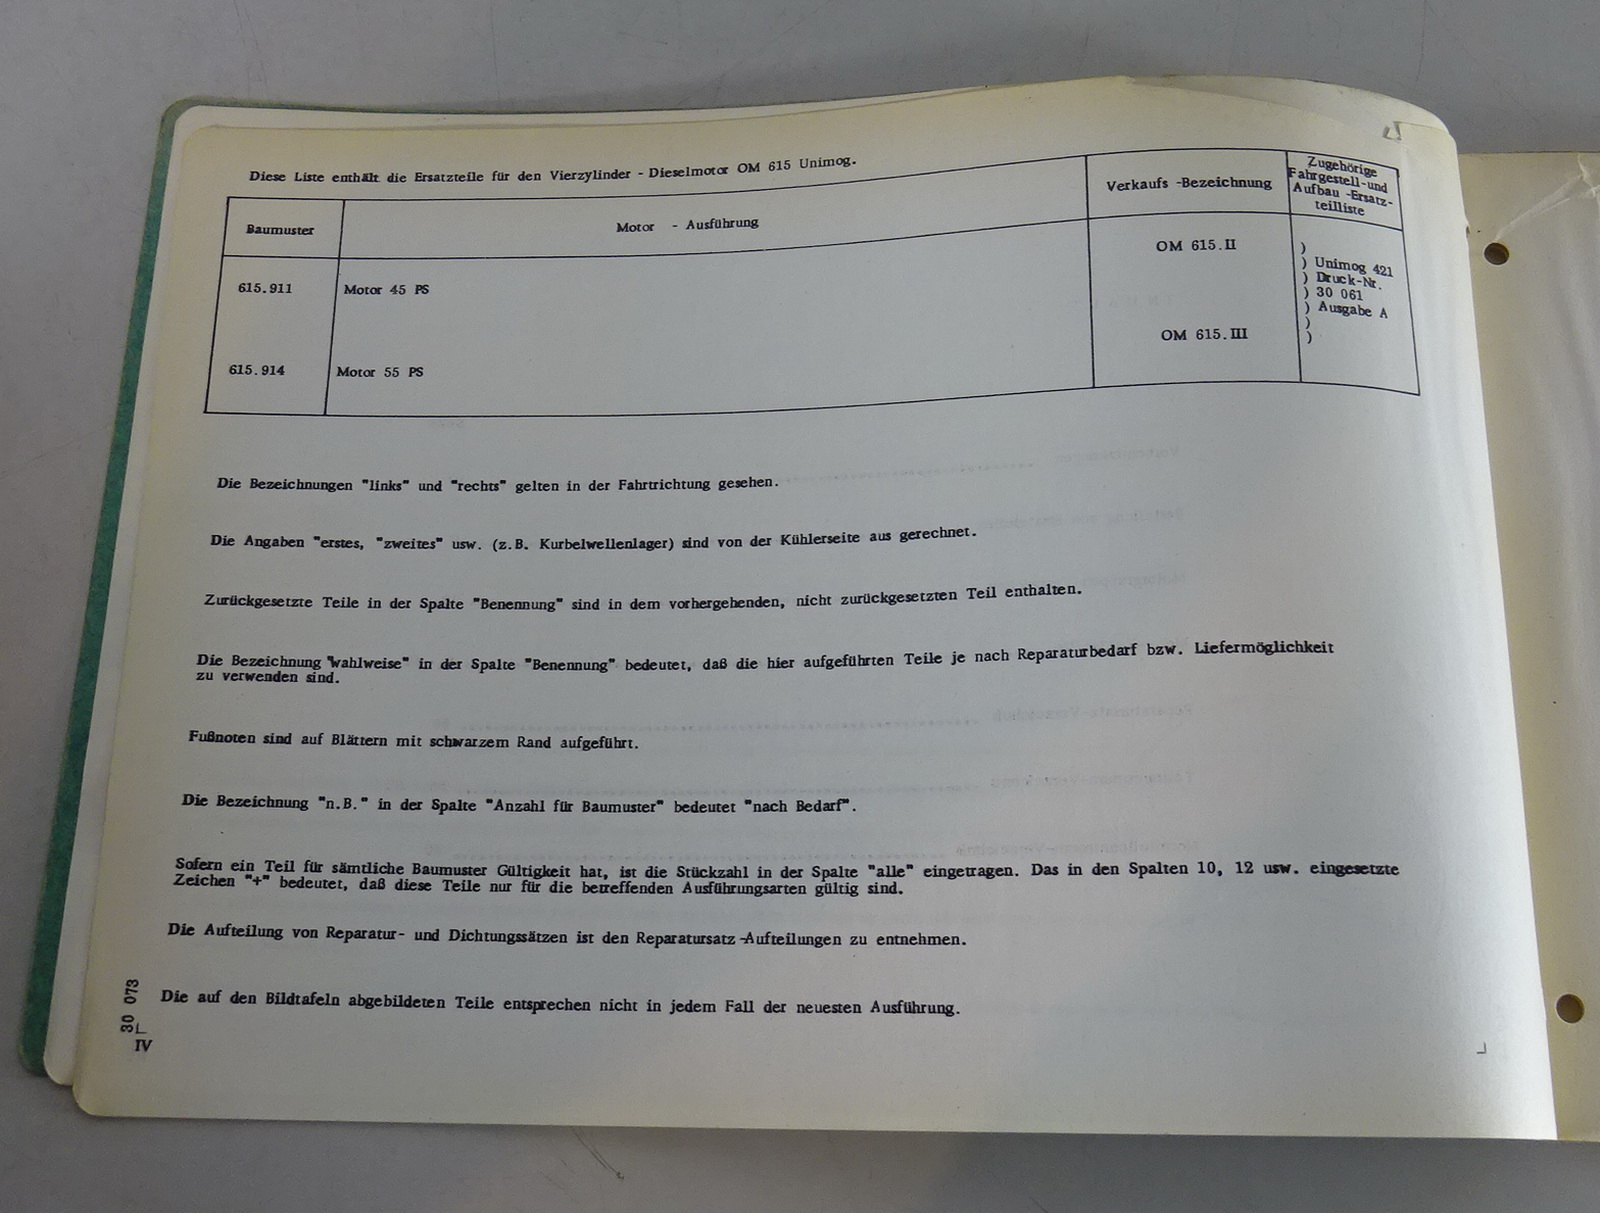 Diese Liste enthält die Ersatzteile für den Vierzylinder - Dieselmotor OM 615 Unimog.
Baumuster
Motor - Ausführung
Verkaufs -Bezeichnung
Zugehörige
Fahrgestell-und
Aufbau -Ersatz-
teilliste
615.911
Motor 45 PS
OM 615.II
)
) Unimog 421
) Druck-Nr.
) 30 061
) Ausgabe A
)
)
615.914
Motor 55 PS
OM 615.III
Die Bezeichnungen "links" und "rechts" gelten in der Fahrtrichtung gesehen.
Die Angaben "erstes, "zweites" usw. (z.B. Kurbelwellenlager) sind von der Kühlerseite aus gerechnet.
Zurückgesetzte Teile in der Spalte "Benennung" sind in dem vorhergehenden, nicht zurückgesetzten Teil enthalten.
Die Bezeichnung "wahlweise" in der Spalte "Benennung" bedeutet, daß die hier aufgeführten Teile je nach Reparaturbedarf bzw. Liefermöglichkeit
zu verwenden sind.
Fußnoten sind auf Blättern mit schwarzem Rand aufgeführt.
Die Bezeichnung "n.B." in der Spalte "Anzahl für Baumuster" bedeutet "nach Bedarf".
Sofern ein Teil für sämtliche Baumuster Gültigkeit hat, ist die Stückzahl in der Spalte "alle" eingetragen. Das in den Spalten 10, 12 usw. eingesetzte
Zeichen "+" bedeutet, daß diese Teile nur für die betreffenden Ausführungsarten gültig sind.
Die Aufteilung von Reparatur- und Dichtungssätzen ist den Reparatursatz -Aufteilungen zu entnehmen.
Die auf den Bildtafeln abgebildeten Teile entsprechen nicht in jedem Fall der neuesten Ausführung.
30 073
IV